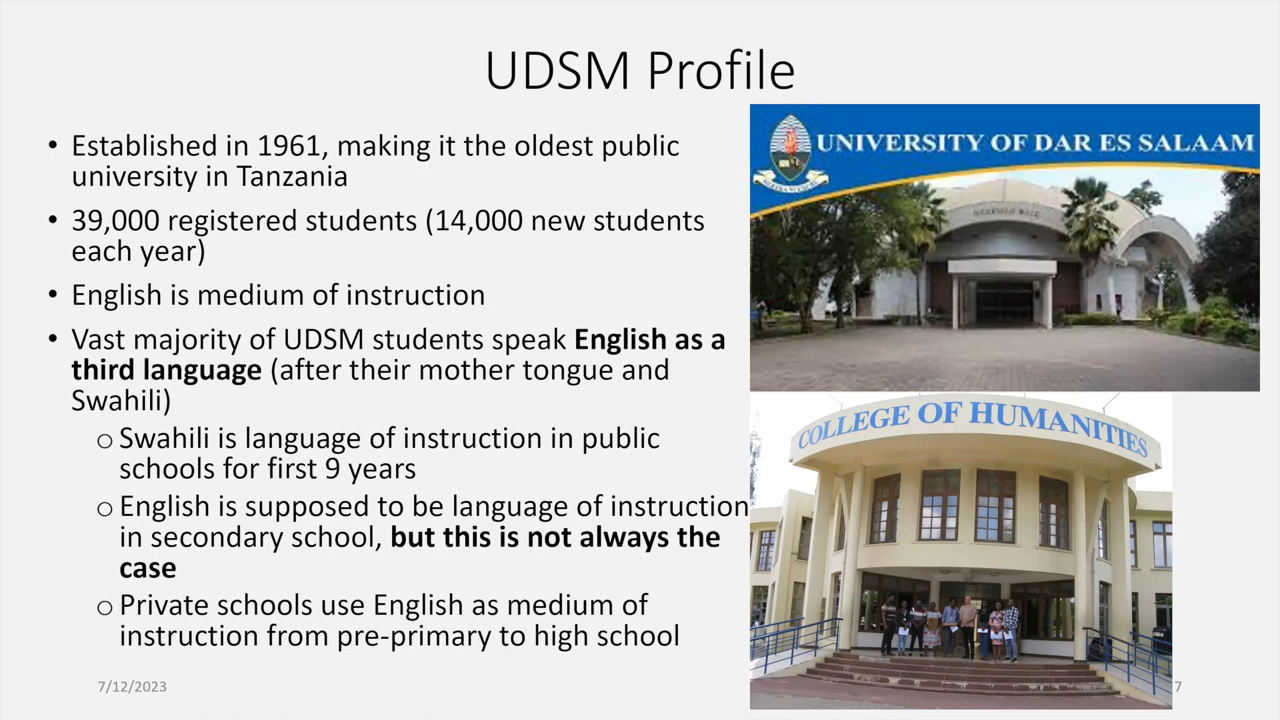 UDSM Profile
• Established in 1961, making it the oldest public
university in Tanzania
• 39,000 registered students (14,000 new students
each year)
• English is medium of instruction
• Vast majority of UDSM students speak English as a
third language (after their mother tongue and
Swahili)
o Swahili is language of instruction in public
schools for first 9 years
o English is supposed to be language of instruction
in secondary school, but this is not always the
case
o Private schools use English as medium of
instruction from pre-primary to high school
UNIVERSITY OF DAR ES SALAAM
COLLEGE OF HUMANITIES
7/12/2023
7